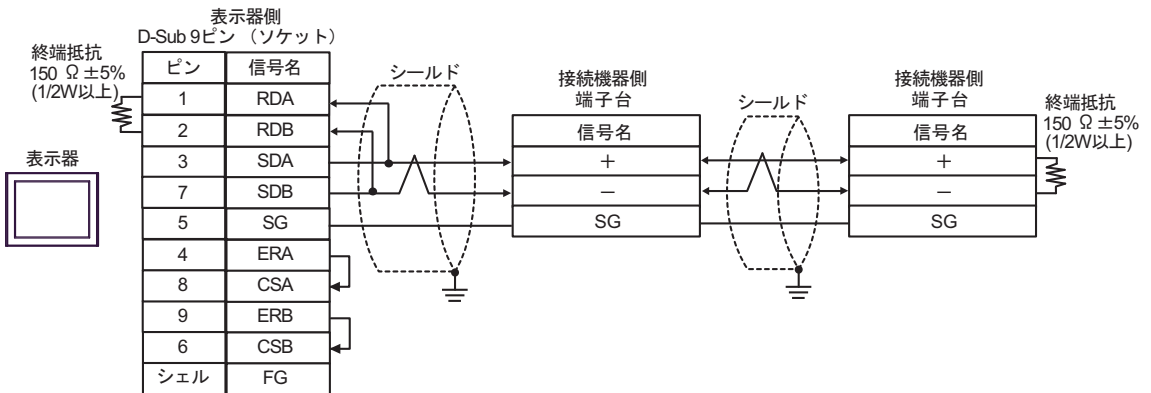 表示器側
D-Sub 9ピン （ソケット）
終端抵抗
150 Ω ±5%
(1/2W以上)
ピン 信号名
1 RDA
2 RDB
3 SDA
7 SDB
5 SG
4 ERA
8 CSA
9 ERB
6 CSB
シェル FG
表示器
シールド
接続機器側
端子台
信号名
+
−
SG
シールド
接続機器側
端子台
信号名
+
−
SG
終端抵抗
150 Ω ±5%
(1/2W以上)